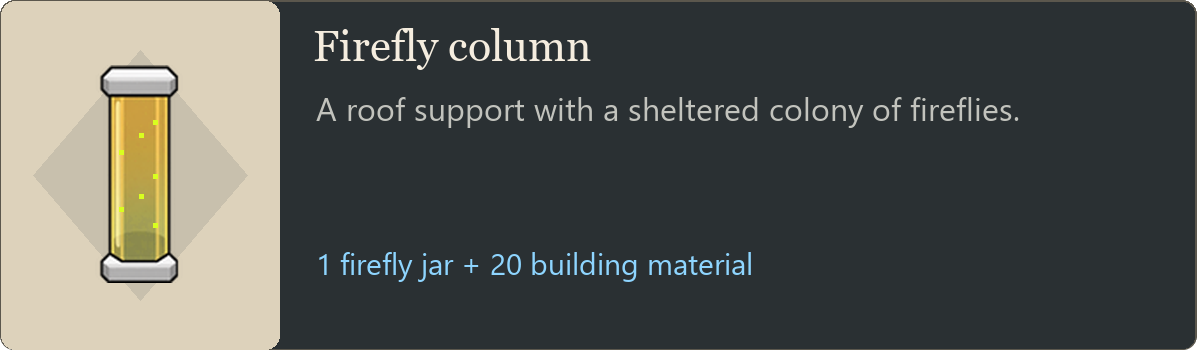 Firefly column
A roof support with a sheltered colony of fireflies.
1 firefly jar + 20 building material